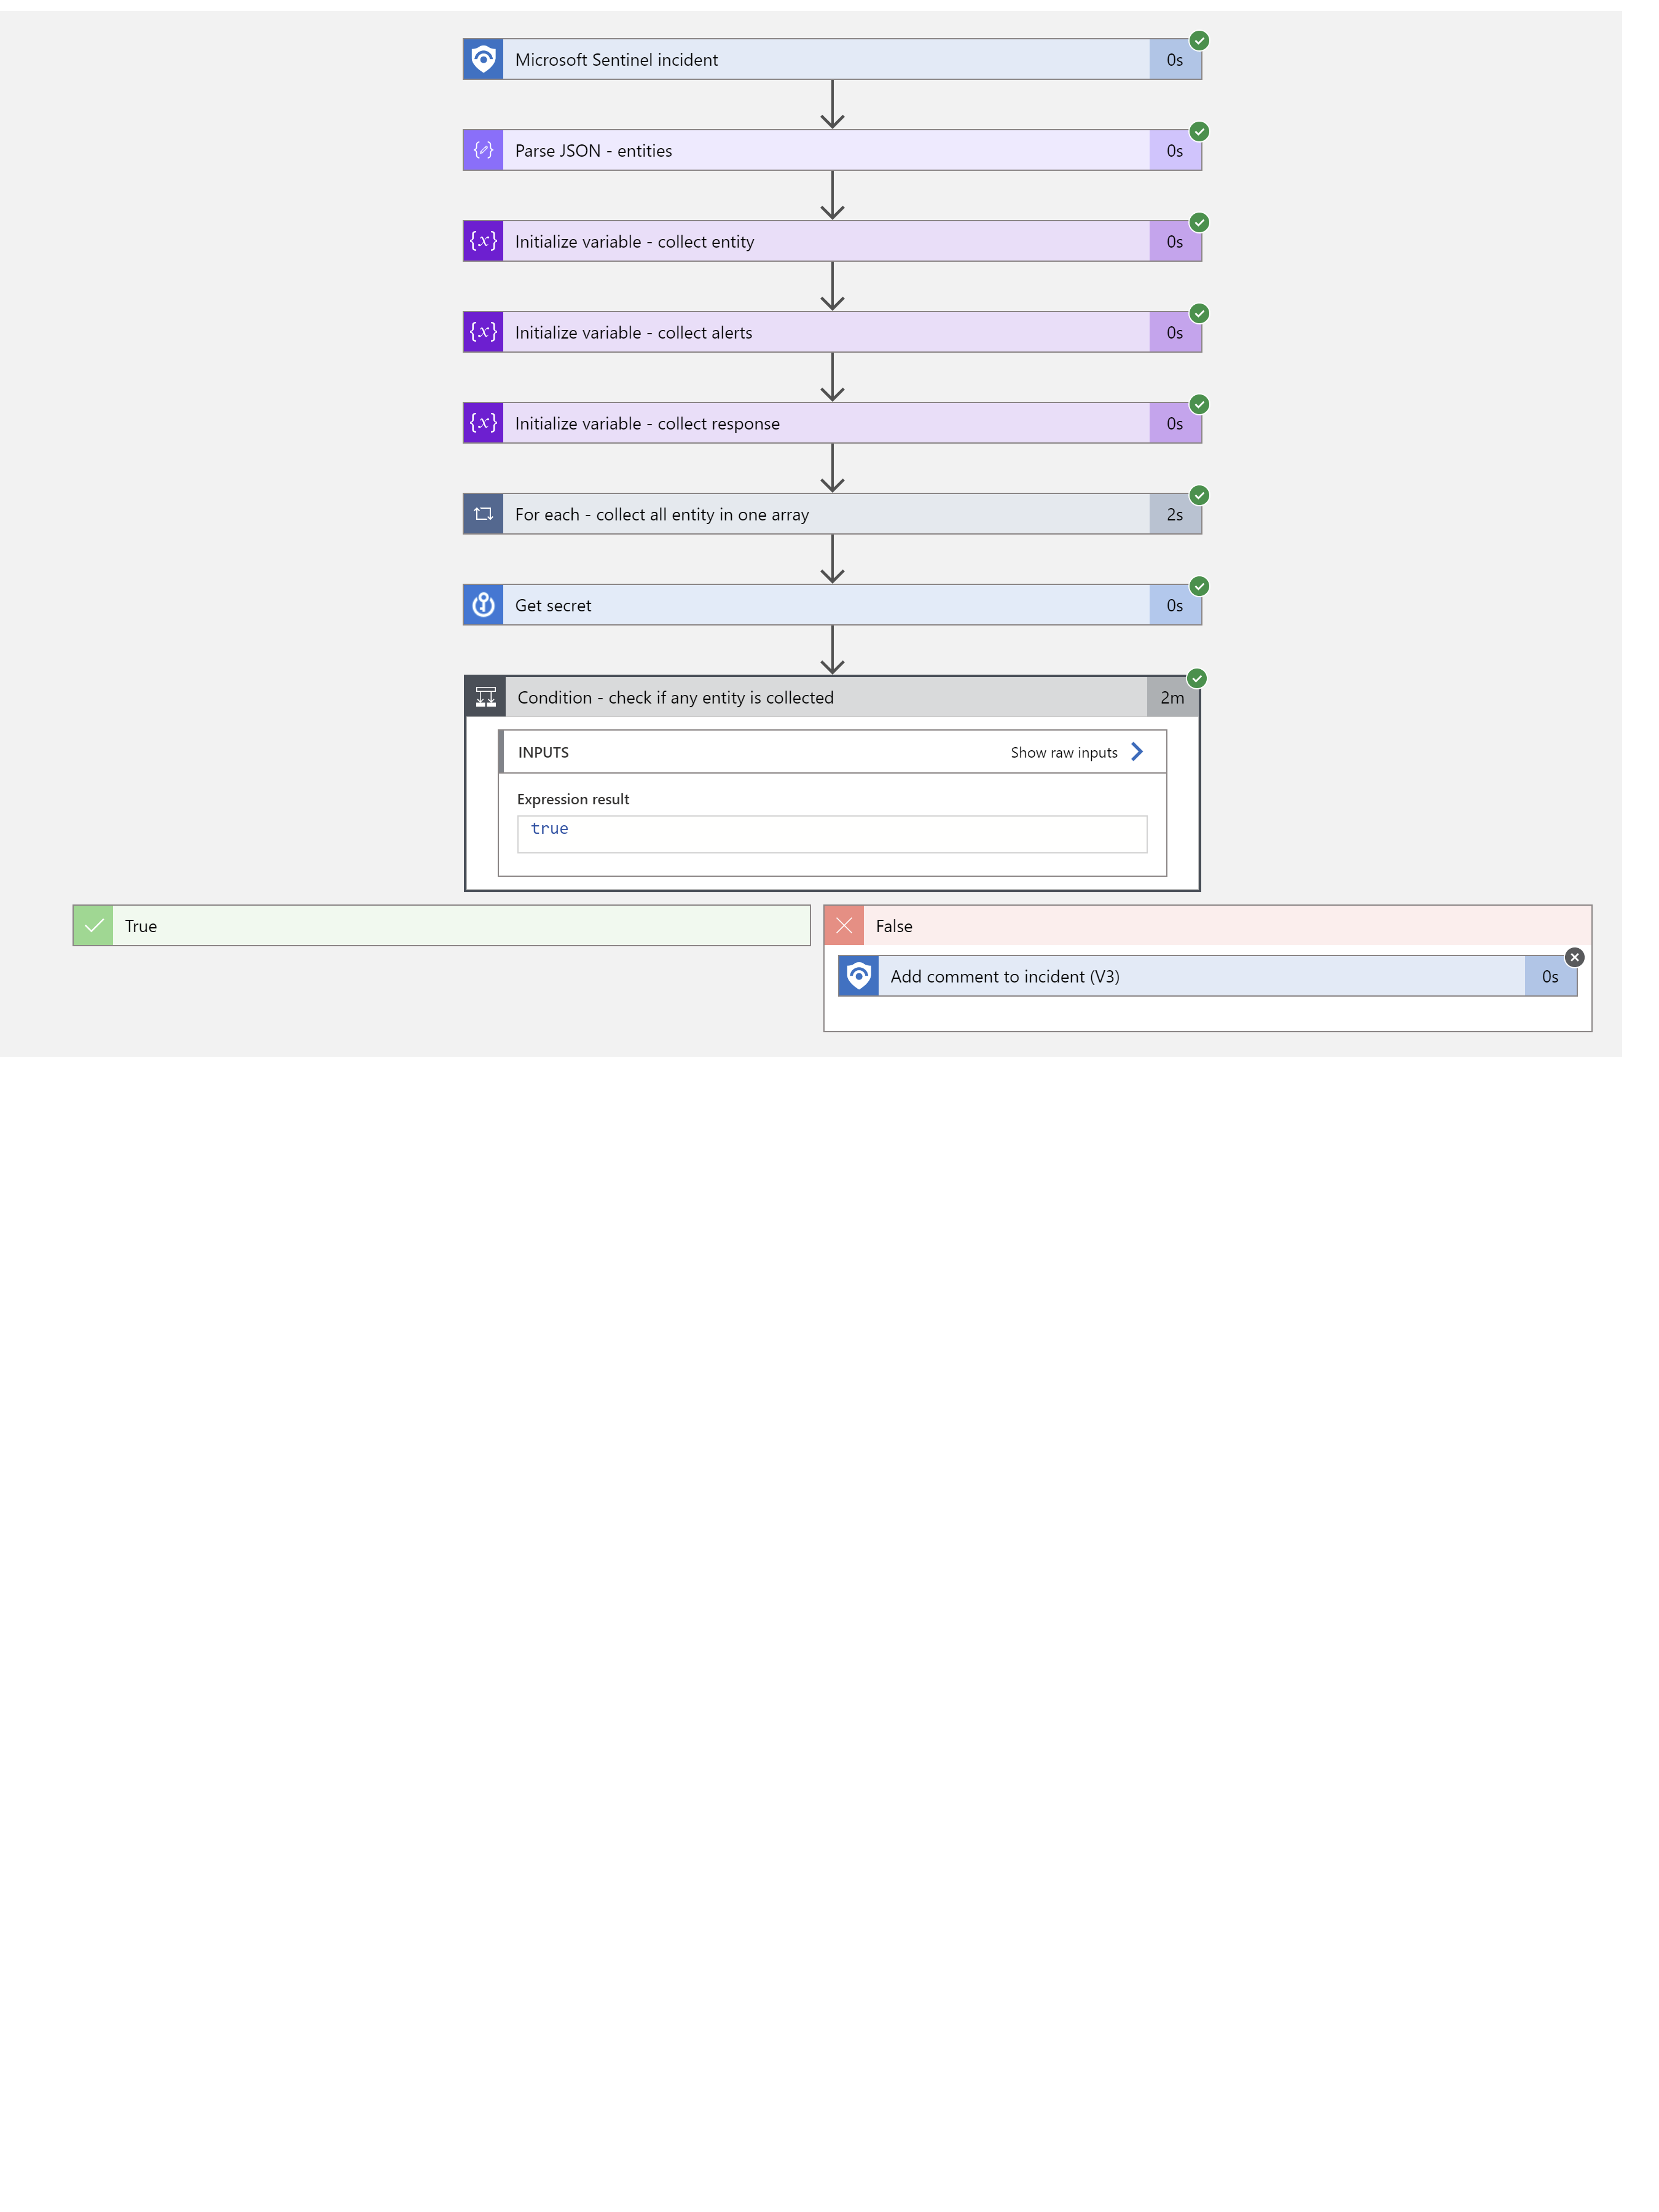 Microsoft Sentinel incident 0s
Parse JSON - entities 0s
{x} Initialize variable - collect entity 0s
{x} Initialize variable - collect alerts 0s
{x} Initialize variable - collect response 0s
For each - collect all entity in one array 2s
Get secret 0s
Condition - check if any entity is collected 2m
INPUTS Show raw inputs
Expression result
true
True False
Add comment to incident (V3) 0s